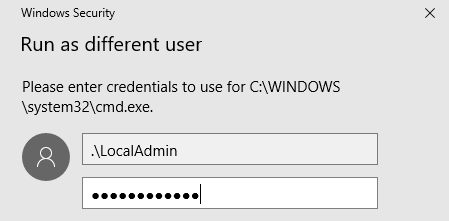 Windows Security
Run as different user
Please enter credentials to use for C:\WINDOWS
\system32\cmd.exe.
.\LocalAdmin
●●●●●●●●●●●●